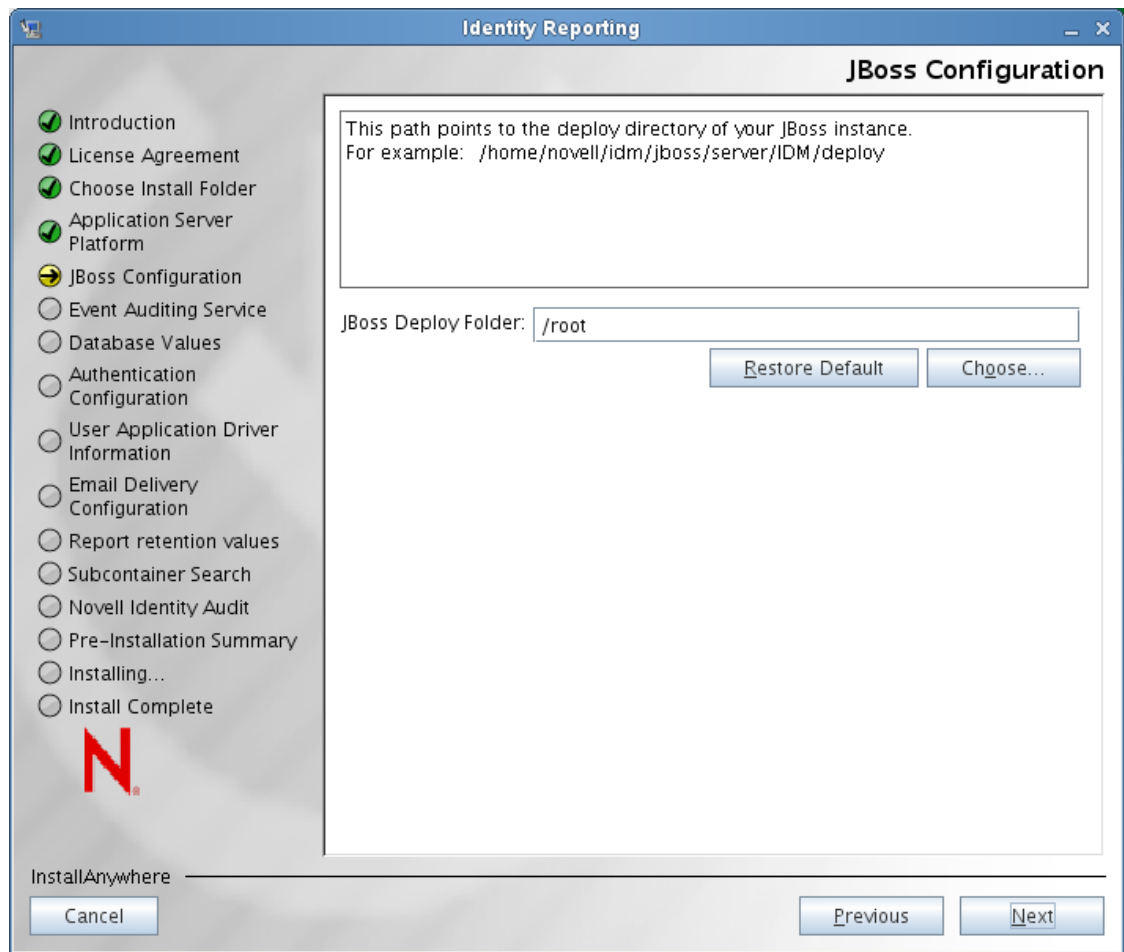 Identity Reporting
JBoss Configuration
Introduction
License Agreement
Choose Install Folder
Application Server
Platform
JBoss Configuration
Event Auditing Service
Database Values
Authentication
Configuration
User Application Driver
Information
Email Delivery
Configuration
Report retention values
Subcontainer Search
Novell Identity Audit
Pre-Installation Summary
Installing...
Install Complete
N
This path points to the deploy directory of your JBoss instance.
For example: /home/novell/idm/jboss/server/IDM/deploy
JBoss Deploy Folder: /root
Restore Default Choose...
InstallAnywhere
Cancel Previous Next